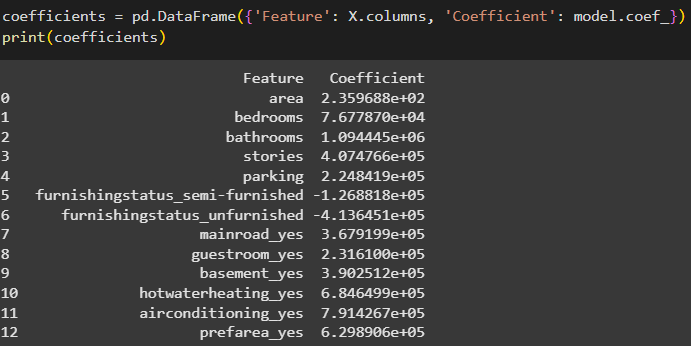 coefficients = pd.DataFrame({'Feature': X.columns, 'Coefficient': model.coef_})
print(coefficients)
Feature Coefficient
0 area 2.359688e+02
1 bedrooms 7.677870e+04
2 bathrooms 1.094445e+06
3 stories 4.074766e+05
4 parking 2.248419e+05
5 furnishingstatus_semi-furnished -1.268818e+05
6 furnishingstatus_unfurnished -4.136451e+05
7 mainroad_yes 3.679199e+05
8 guestroom_yes 2.316100e+05
9 basement_yes 3.902512e+05
10 hotwaterheating_yes 6.846499e+05
11 airconditioning_yes 7.914267e+05
12 prefarea_yes 6.298906e+05